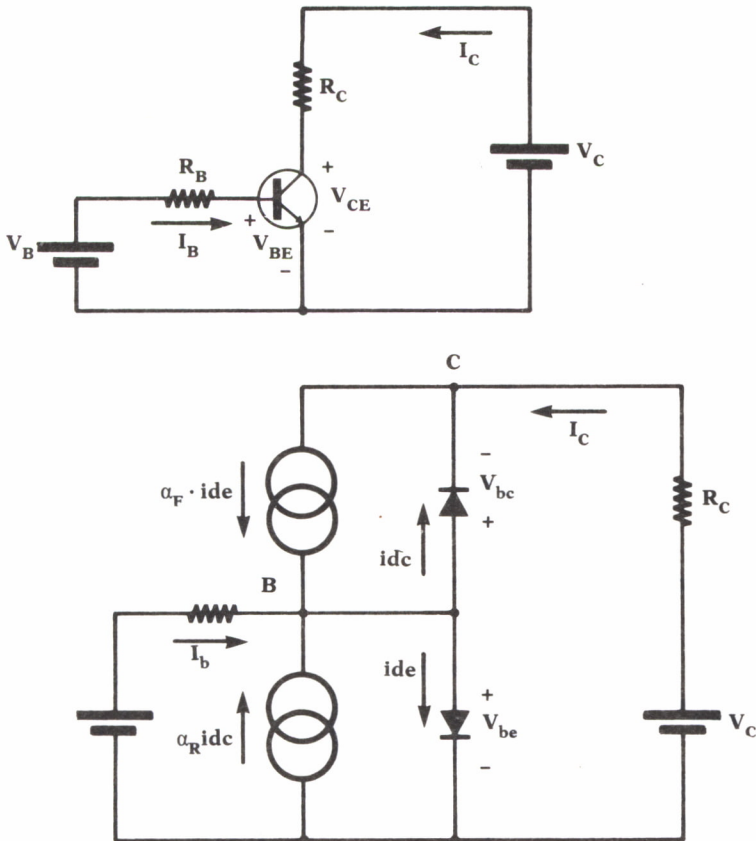 I_C
R_C
V_C
R_B
+
V_CE
I_B
+
V_BE
−
−
V_B
C
I_C
α_F · ide
−
V_bc
+
R_C
idc
B
I_b
ide
+
V_be
−
α_R idc
V_C